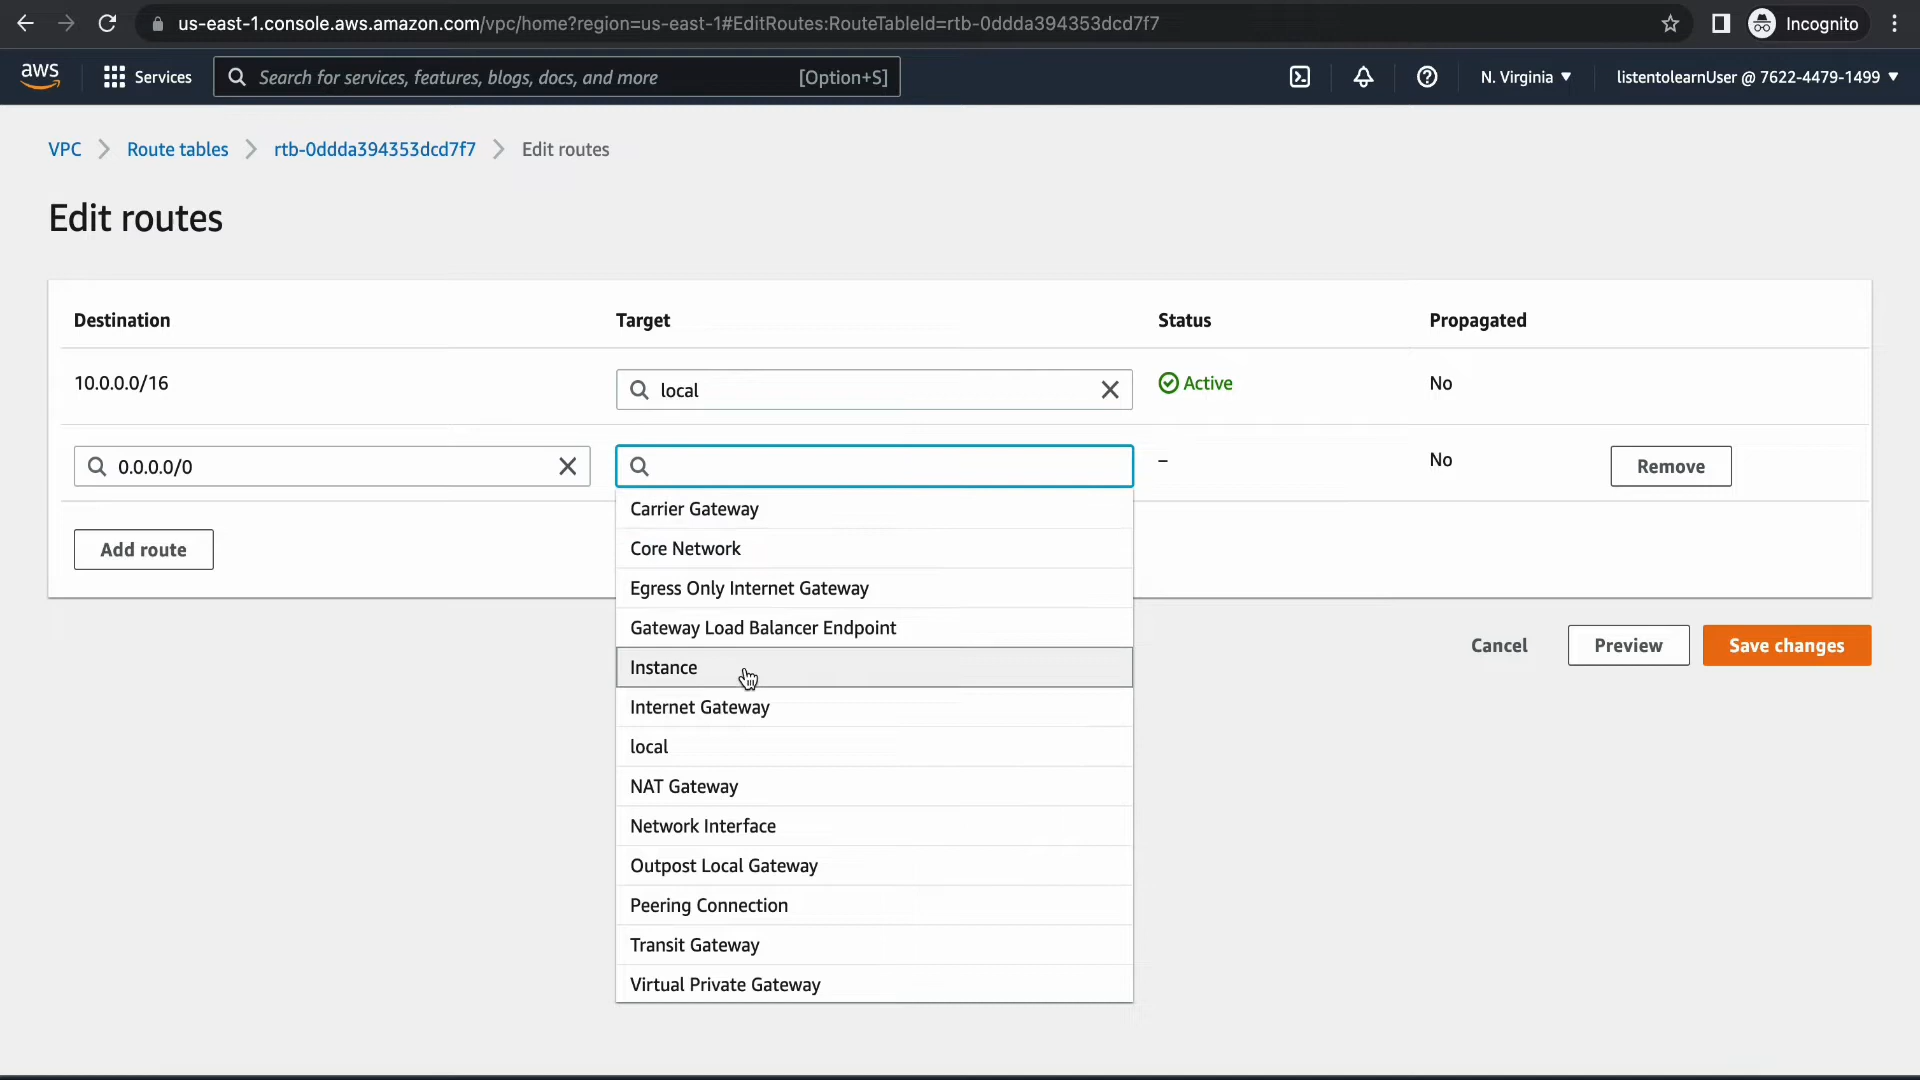 us-east-1.console.aws.amazon.com/vpc/home?region=us-east-1#EditRoutes:RouteTableId=rtb-0ddda394353dcd7f7
Incognito
aws
Services
Search for services, features, blogs, docs, and more
[Option+S]
N. Virginia
listentolearnUser @ 7622-4479-1499
VPC
Route tables
rtb-0ddda394353dcd7f7
Edit routes
Edit routes
Destination
Target
Status
Propagated
10.0.0.0/16
local
Active
No
0.0.0.0/0
–
No
Remove
Add route
Carrier Gateway
Core Network
Egress Only Internet Gateway
Gateway Load Balancer Endpoint
Instance
Internet Gateway
local
NAT Gateway
Network Interface
Outpost Local Gateway
Peering Connection
Transit Gateway
Virtual Private Gateway
Cancel
Preview
Save changes